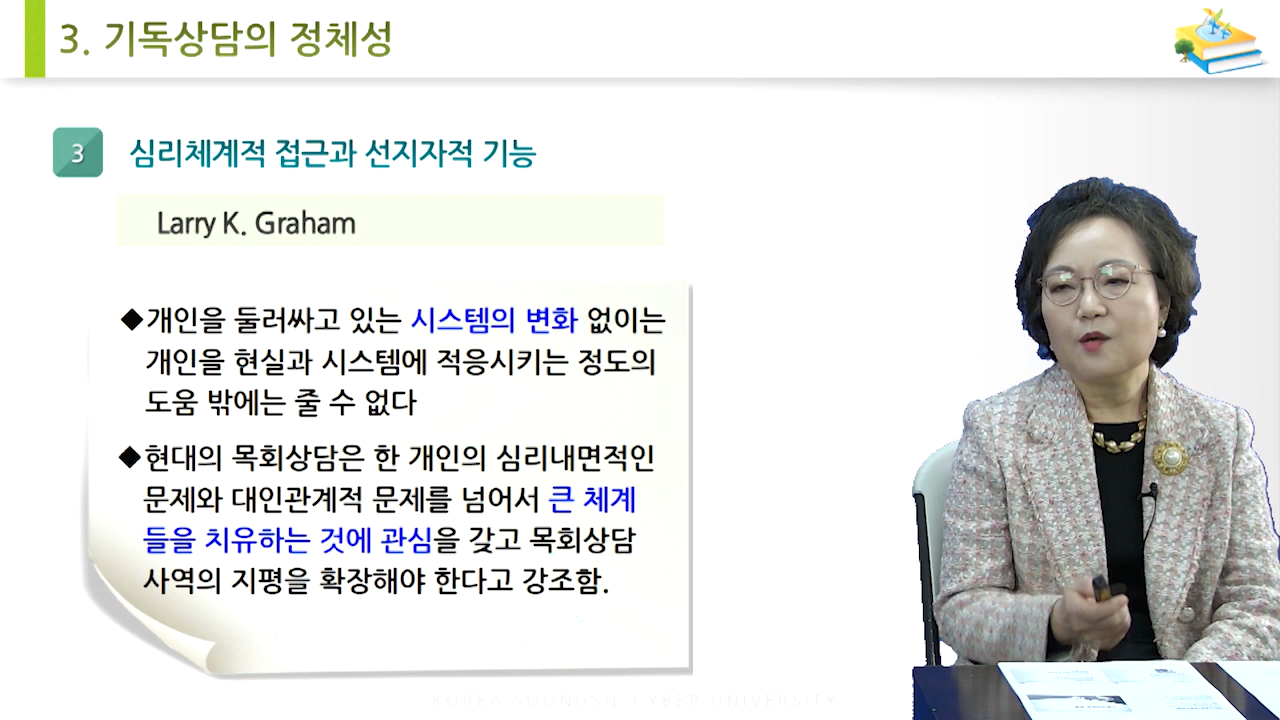 3. 기독상담의 정체성
3 심리체계적 접근과 선지자적 기능
Larry K. Graham
◆개인을 둘러싸고 있는 시스템의 변화 없이는
개인을 현실과 시스템에 적응시키는 정도의
도움 밖에는 줄 수 없다
◆현대의 목회상담은 한 개인의 심리내면적인
문제와 대인관계적 문제를 넘어서 큰 체계
들을 치유하는 것에 관심을 갖고 목회상담
사역의 지평을 확장해야 한다고 강조함.
KOREA SOONGSIL CYBER UNIVERSITY